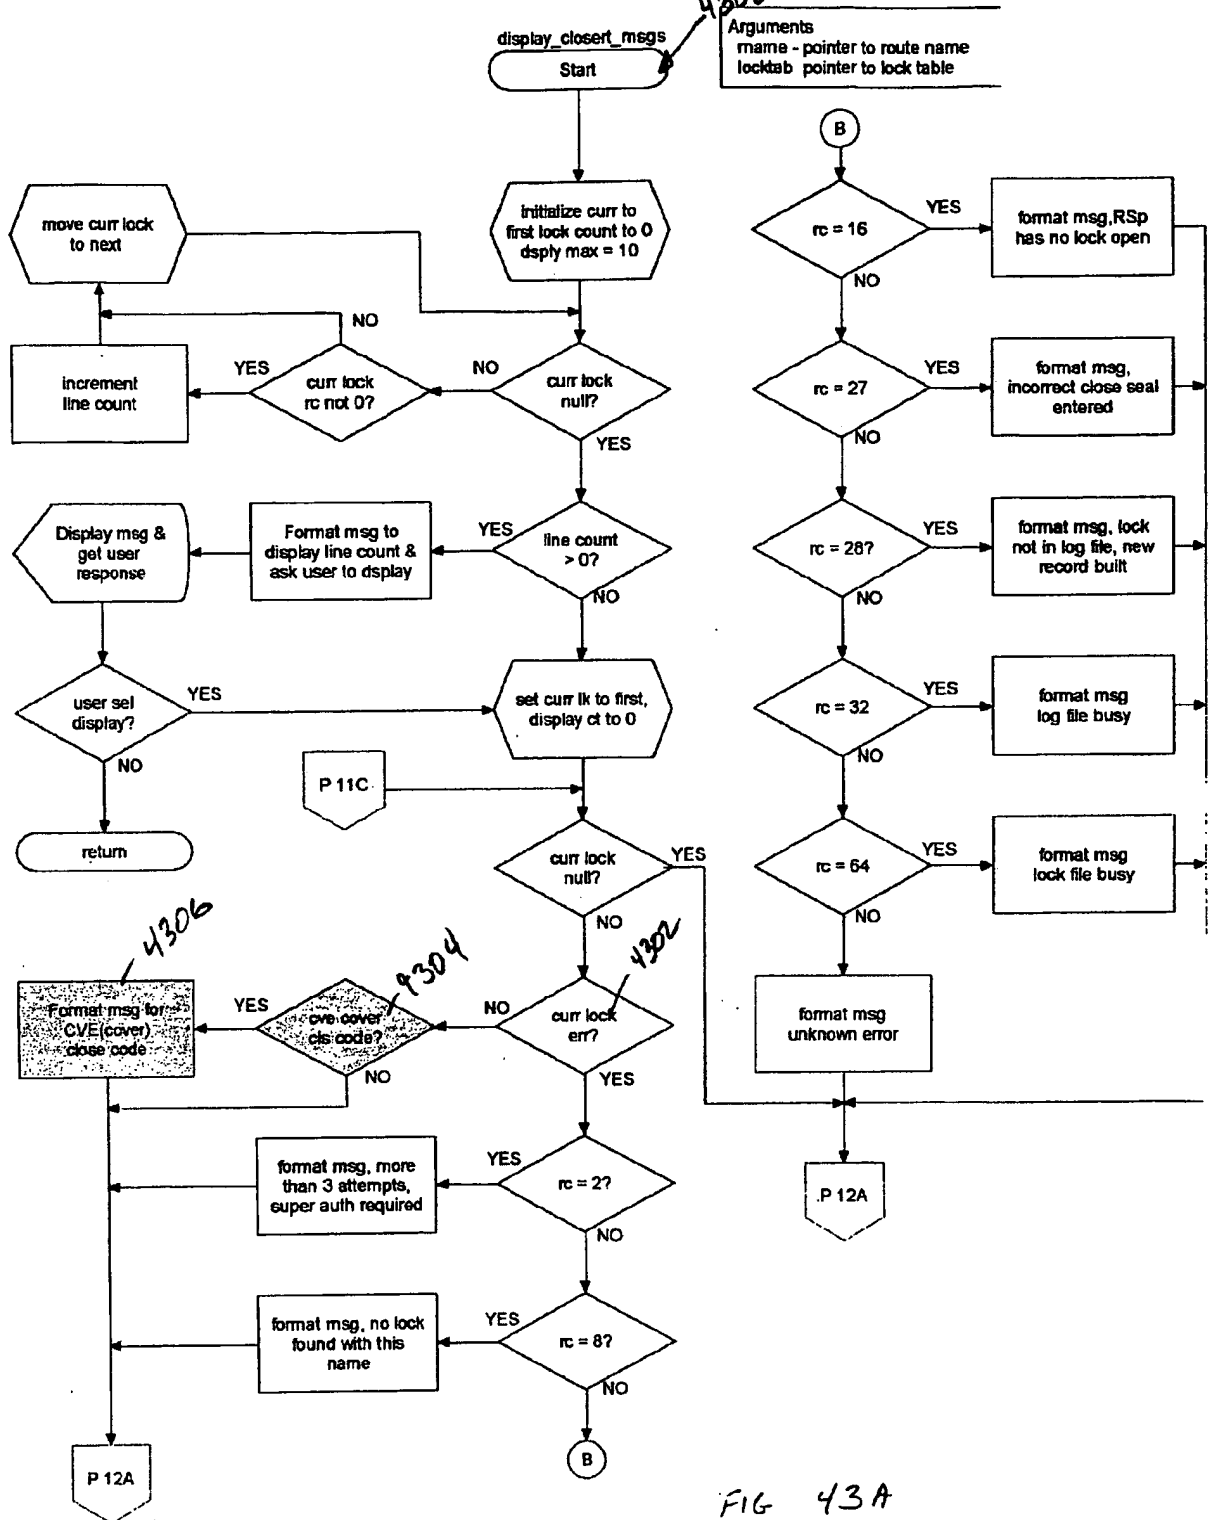 display_closert_msgs
Start
Arguments
rname - pointer to route name
locktab pointer to lock table
move curr lock
to next
initialize curr to
first lock count to 0
dsply max = 10
NO
increment
line count
YES
curr lock
rc not 0?
NO
curr lock
null?
YES
Display msg &
get user
response
Format msg to
display line count &
ask user to dsplay
YES
line count
> 0?
NO
user sel
display?
YES
NO
return
set curr lk to first,
display ct to 0
P 11C
curr lock
null?
YES
NO
4306
4304
4302
Format msg for
CVE(cover)
close code
YES
cve cover
cls code?
NO
NO
curr lock
err?
YES
format msg, more
than 3 attempts,
super auth required
YES
rc = 2?
NO
format msg, no lock
found with this
name
YES
rc = 8?
NO
P 12A
B
B
rc = 16
YES
NO
format msg,RSp
has no lock open
rc = 27
YES
NO
format msg,
incorrect close seal
entered
rc = 28?
YES
NO
format msg, lock
not in log file, new
record built
rc = 32
YES
NO
format msg
log file busy
rc = 64
YES
NO
format msg
lock file busy
format msg
unknown error
P 12A
FIG 43A